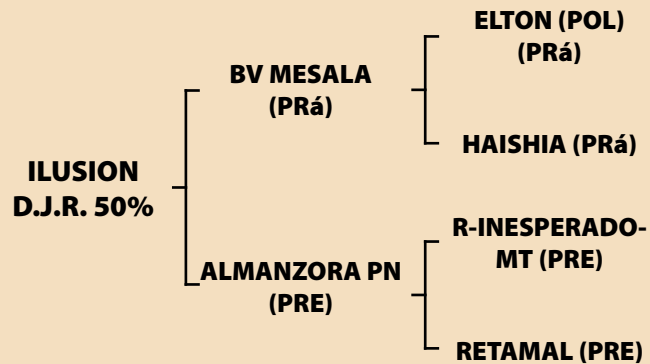 ILUSION
D.J.R. 50%
BV MESALA
(PRá)
ALMANZORA PN
(PRE)
ELTON (POL)
(PRá)
HAISHIA (PRá)
R-INESPERADO-
MT (PRE)
RETAMAL (PRE)